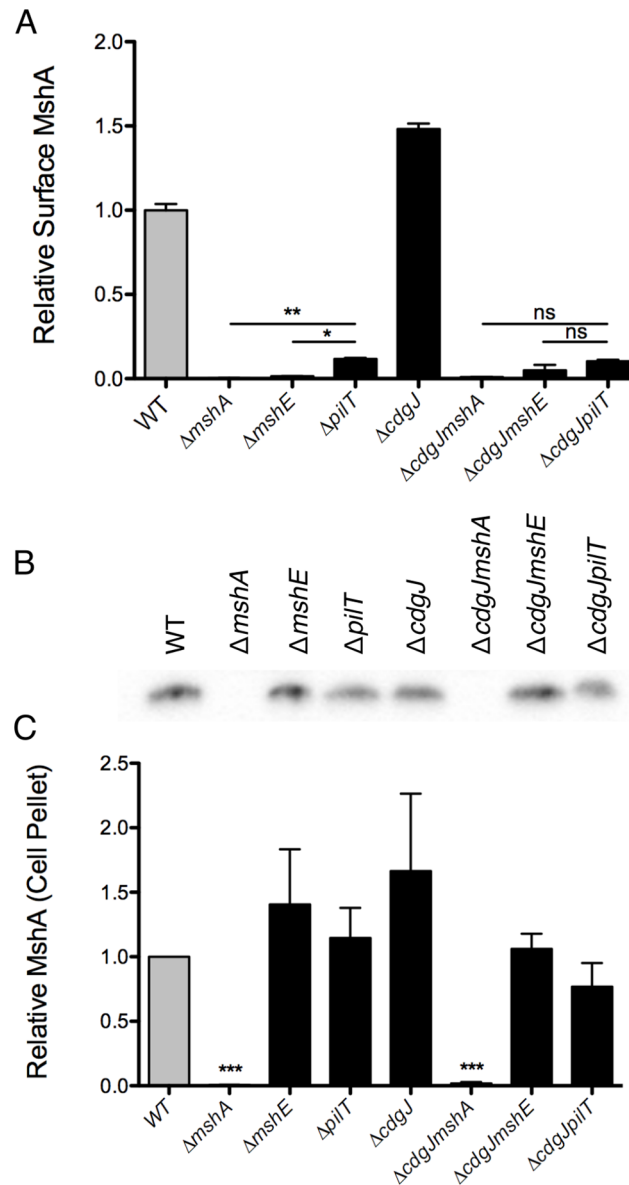 A
Relative Surface MshA
2.0
1.5
1.0
0.5
0.0
**
*
ns
ns
WT
ΔmshA
ΔmshE
ΔpilT
ΔcdgJ
ΔcdgJmshA
ΔcdgJmshE
ΔcdgJpilT
B
WT
ΔmshA
ΔmshE
ΔpilT
ΔcdgJ
ΔcdgJmshA
ΔcdgJmshE
ΔcdgJpilT
C
Relative MshA (Cell Pellet)
2.5
2.0
1.5
1.0
0.5
0.0
***
***
WT
ΔmshA
ΔmshE
ΔpilT
ΔcdgJ
ΔcdgJmshA
ΔcdgJmshE
ΔcdgJpilT